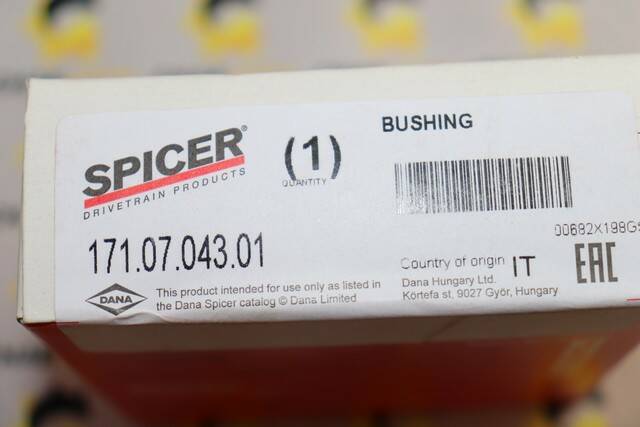 SPICER®
DRIVETRAIN PRODUCTS
(1)
QUANTITY
BUSHING
171.07.043.01
00682X198GS
Country of origin IT
EAC
DANA
This product intended for use only as listed in
the Dana Spicer catalog © Dana Limited
Dana Hungary Ltd.
Körtefa st, 9027 Győr, Hungary